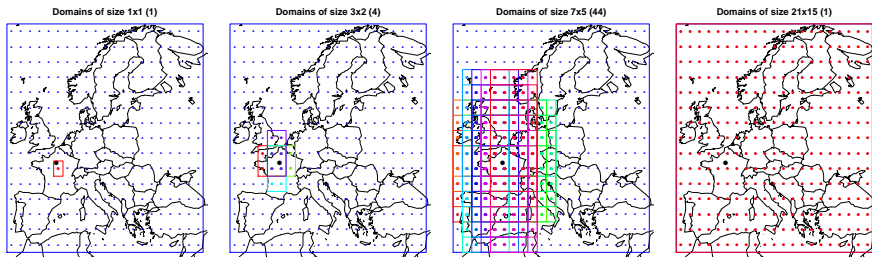 Domains of size 1x1 (1)
Domains of size 3x2 (4)
Domains of size 7x5 (44)
Domains of size 21x15 (1)